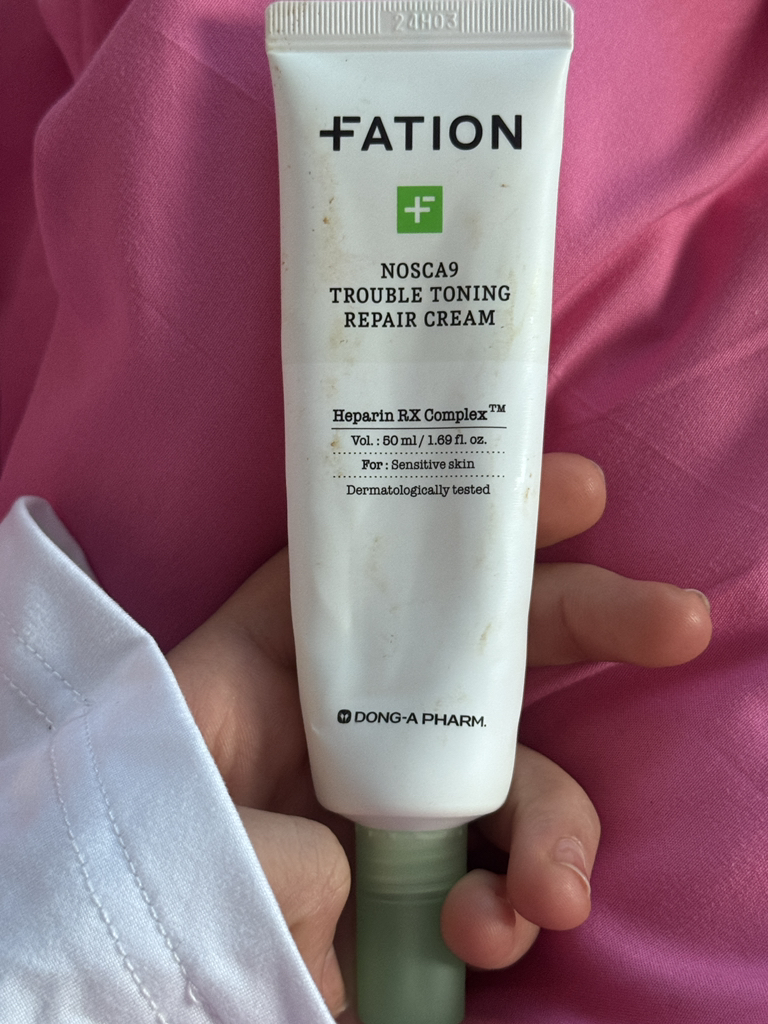 24H03
FATION
NOSCA9
TROUBLE TONING
REPAIR CREAM
Heparin RX Complex™
Vol. : 50 ml / 1.69 fl. oz.
For : Sensitive skin
Dermatologically tested
DONG-A PHARM.